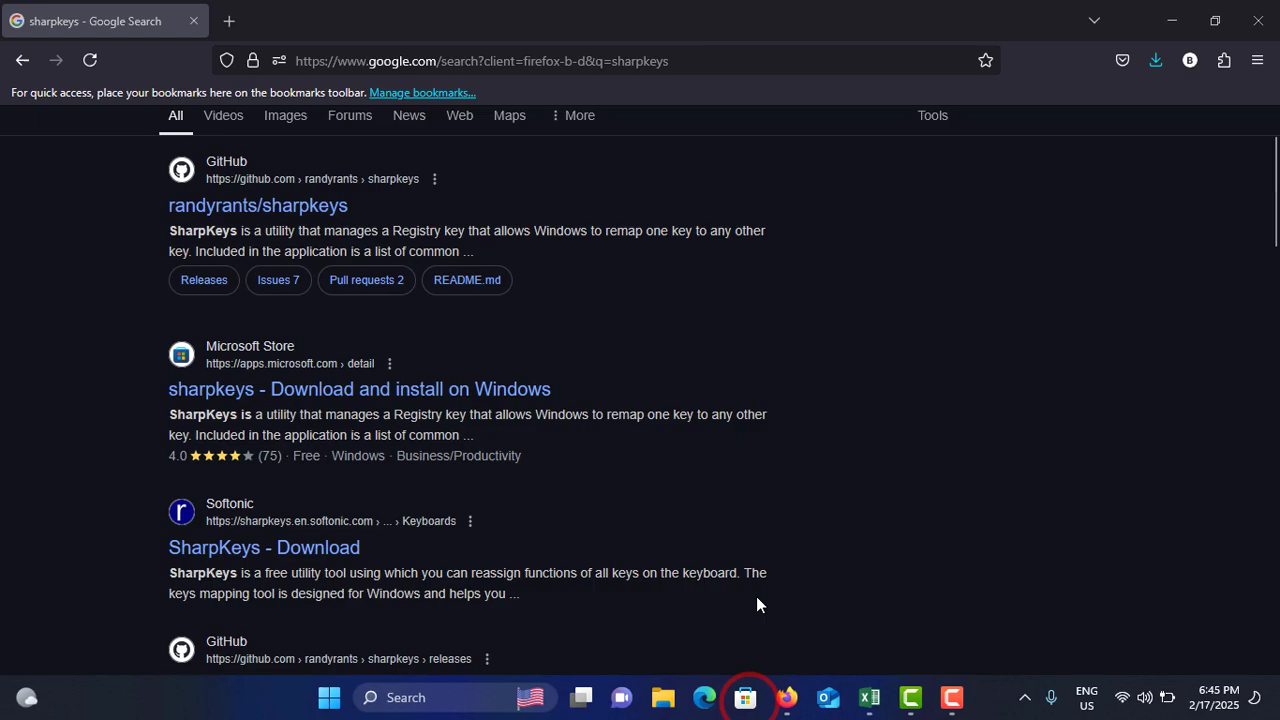 sharpkeys - Google Search
https://www.google.com/search?client=firefox-b-d&q=sharpkeys
For quick access, place your bookmarks here on the bookmarks toolbar. Manage bookmarks...
All Videos Images Forums News Web Maps More Tools
GitHub
https://github.com › randyrants › sharpkeys
randyrants/sharpkeys
SharpKeys is a utility that manages a Registry key that allows Windows to remap one key to any other
key. Included in the application is a list of common ...
Releases Issues 7 Pull requests 2 README.md
Microsoft Store
https://apps.microsoft.com › detail
sharpkeys - Download and install on Windows
SharpKeys is a utility that manages a Registry key that allows Windows to remap one key to any other
key. Included in the application is a list of common ...
4.0 ★★★★★ (75) · Free · Windows · Business/Productivity
Softonic
https://sharpkeys.en.softonic.com › ... › Keyboards
SharpKeys - Download
SharpKeys is a free utility tool using which you can reassign functions of all keys on the keyboard. The
keys mapping tool is designed for Windows and helps you ...
GitHub
https://github.com › randyrants › sharpkeys › releases
Search
ENG
US
6:45 PM
2/17/2025